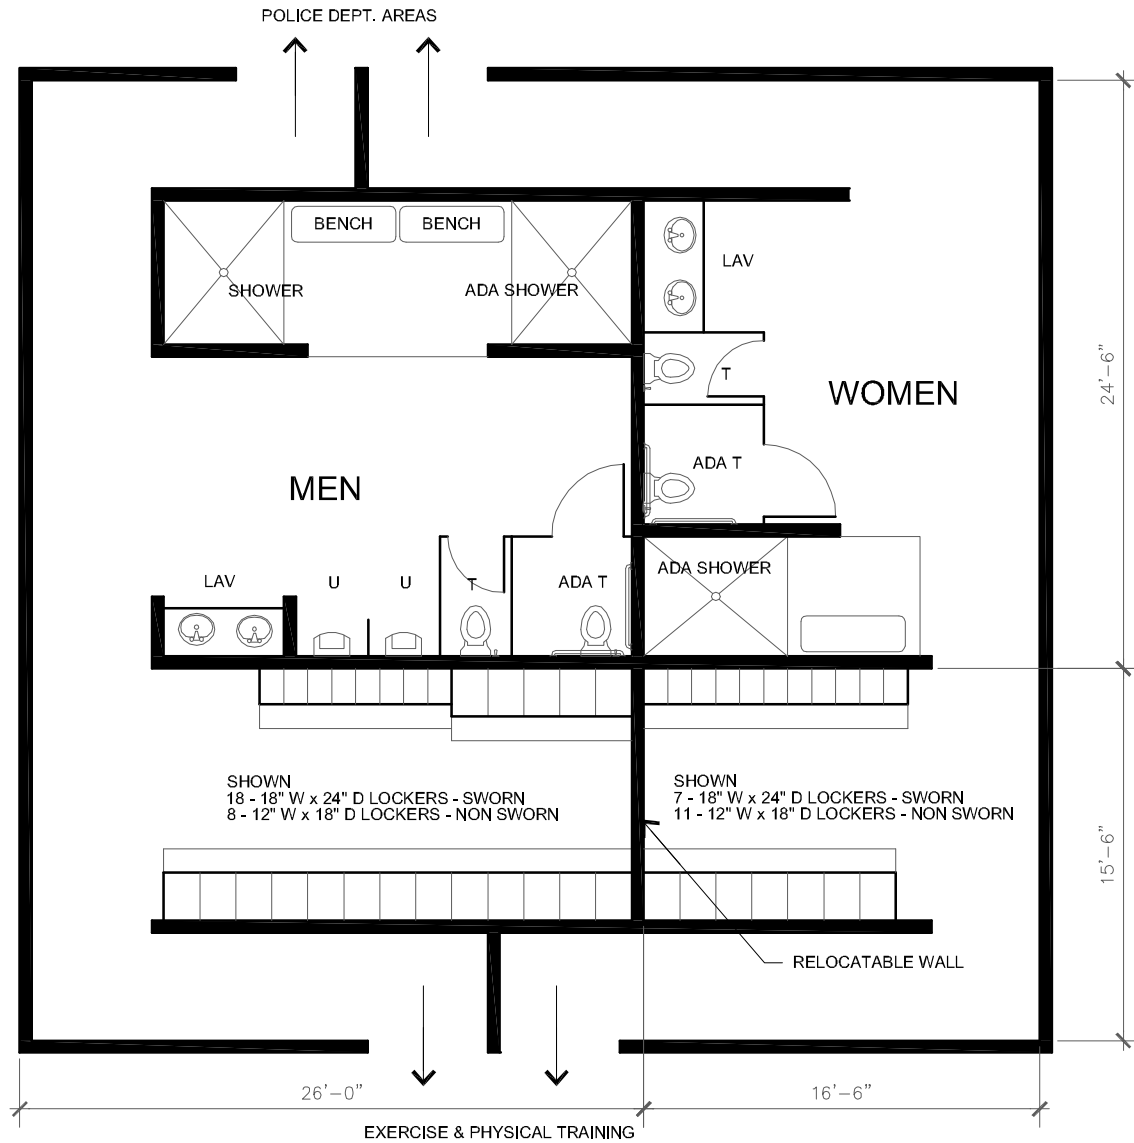 POLICE DEPT. AREAS
BENCH
BENCH
SHOWER
ADA SHOWER
LAV
T
WOMEN
24'-6"
ADA T
MEN
LAV
U
U
T
ADA T
ADA SHOWER
SHOWN
18 - 18" W x 24" D LOCKERS - SWORN
8 - 12" W x 18" D LOCKERS - NON SWORN
SHOWN
7 - 18" W x 24" D LOCKERS - SWORN
11 - 12" W x 18" D LOCKERS - NON SWORN
15'-6"
RELOCATABLE WALL
26'-0"
16'-6"
EXERCISE & PHYSICAL TRAINING